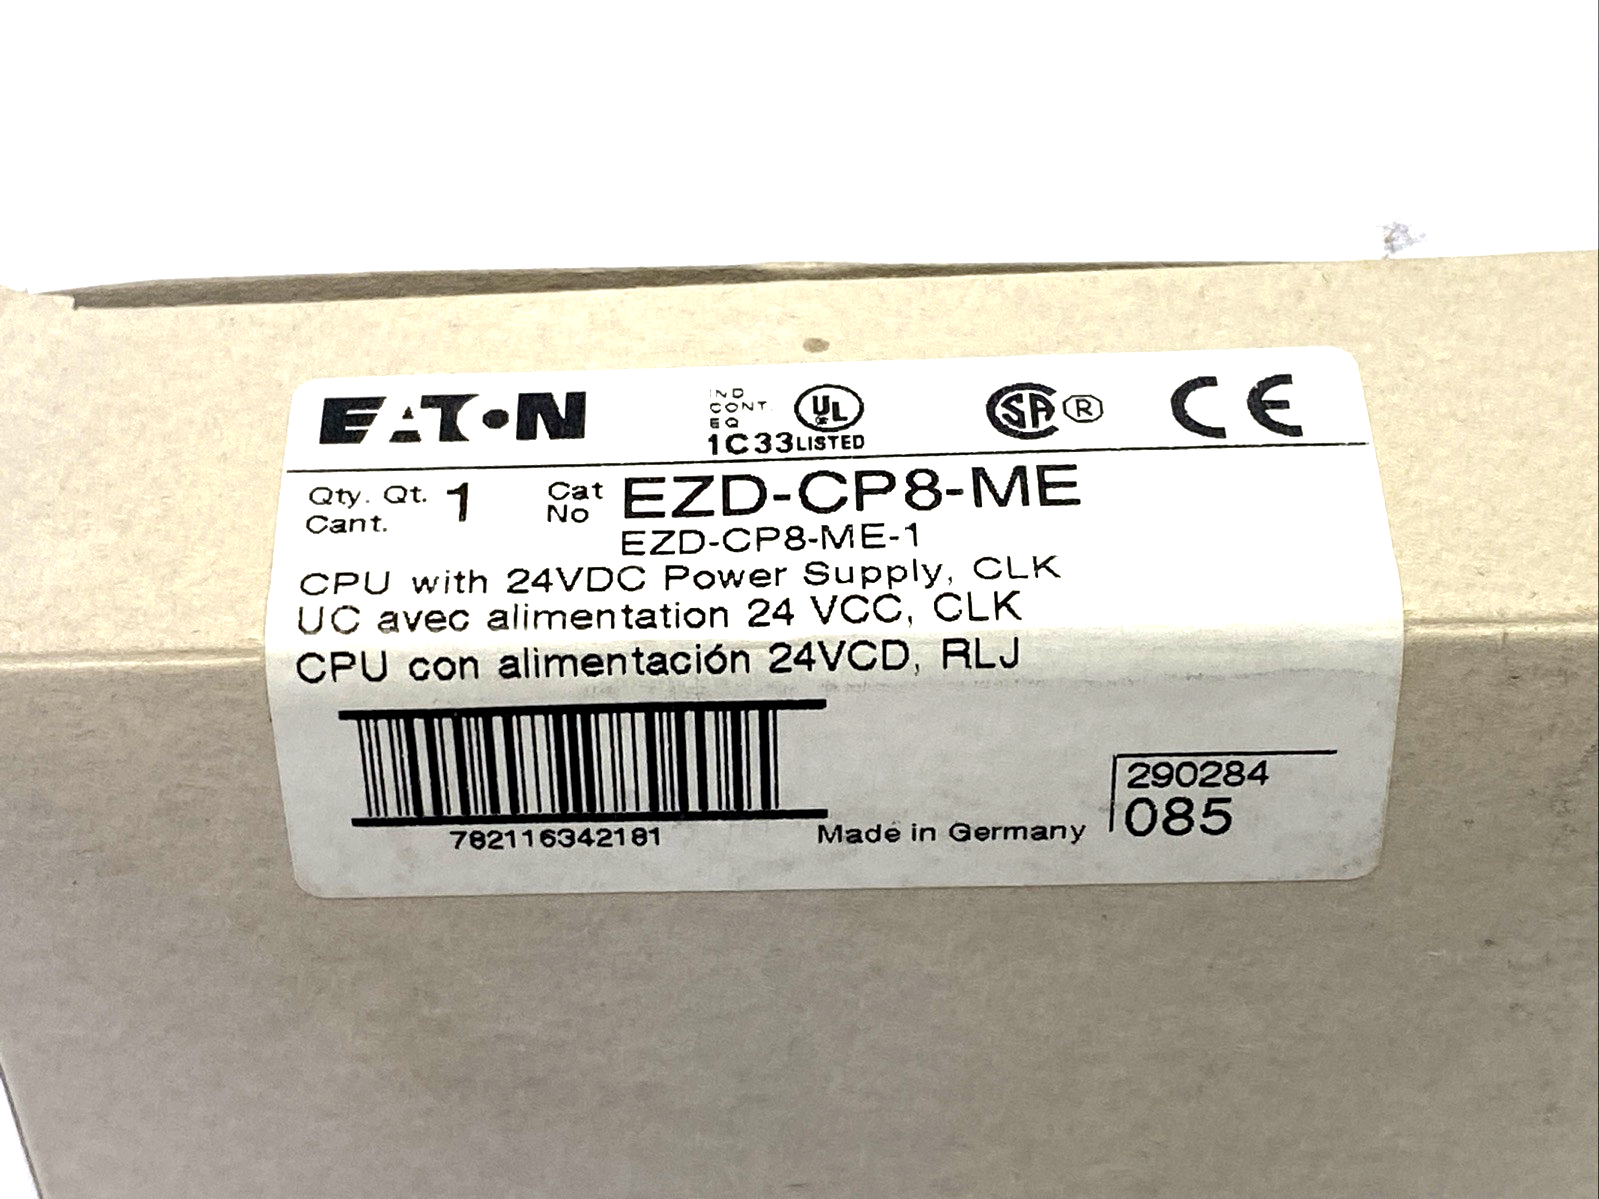 EATON
IND
CONT.
EQ
UL
1C33 LISTED
SA ®
CE
Qty. Qt. 1
Cant.
Cat
No
EZD-CP8-ME
EZD-CP8-ME-1
CPU with 24VDC Power Supply, CLK
UC avec alimentation 24 VCC, CLK
CPU con alimentación 24VCD, RLJ
782116342181
Made in Germany
290284
085